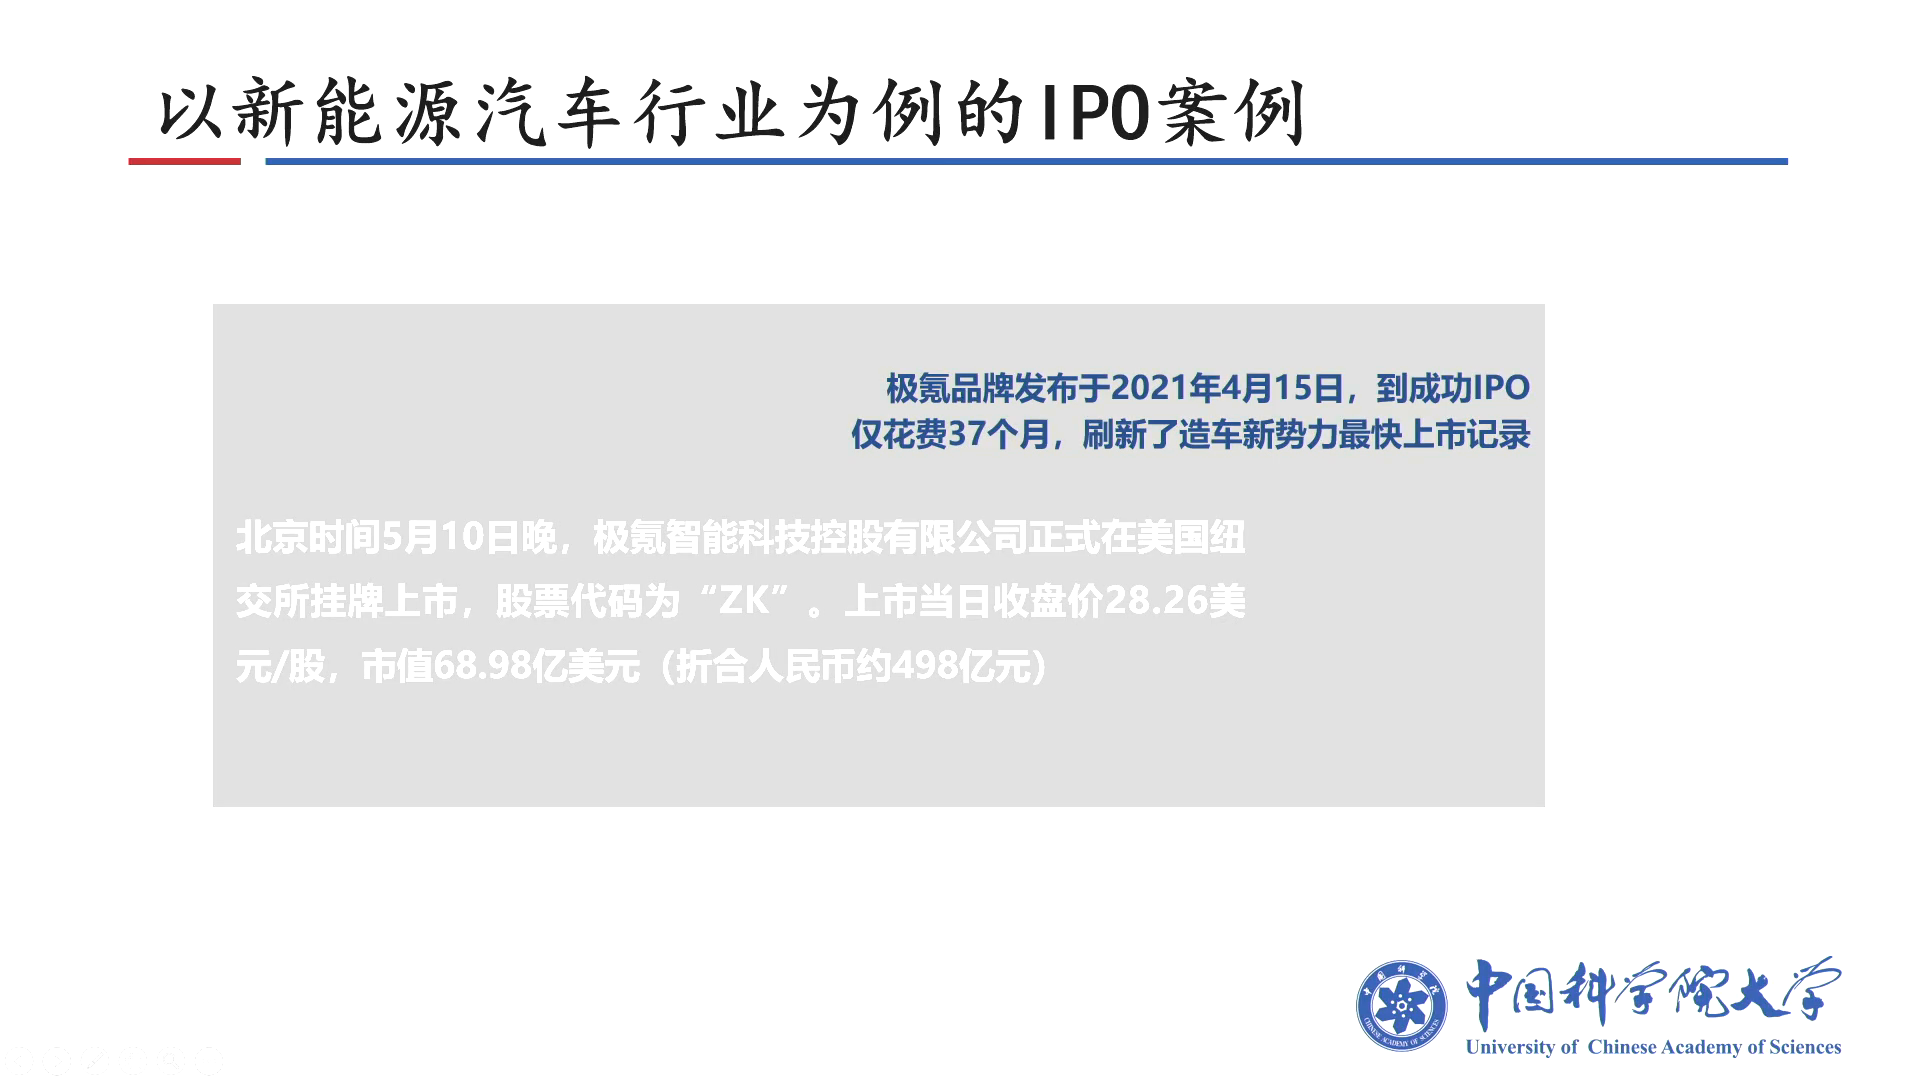 以新能源汽车行业为例的IPO案例
极氪品牌发布于2021年4月15日，到成功IPO
仅花费37个月，刷新了造车新势力最快上市记录
北京时间5月10日晚，极氪智能科技控股有限公司正式在美国纽
交所挂牌上市，股票代码为“ZK”。上市当日收盘价28.26美
元/股，市值68.98亿美元（折合人民币约498亿元）
中国科学院大学
University of Chinese Academy of Sciences